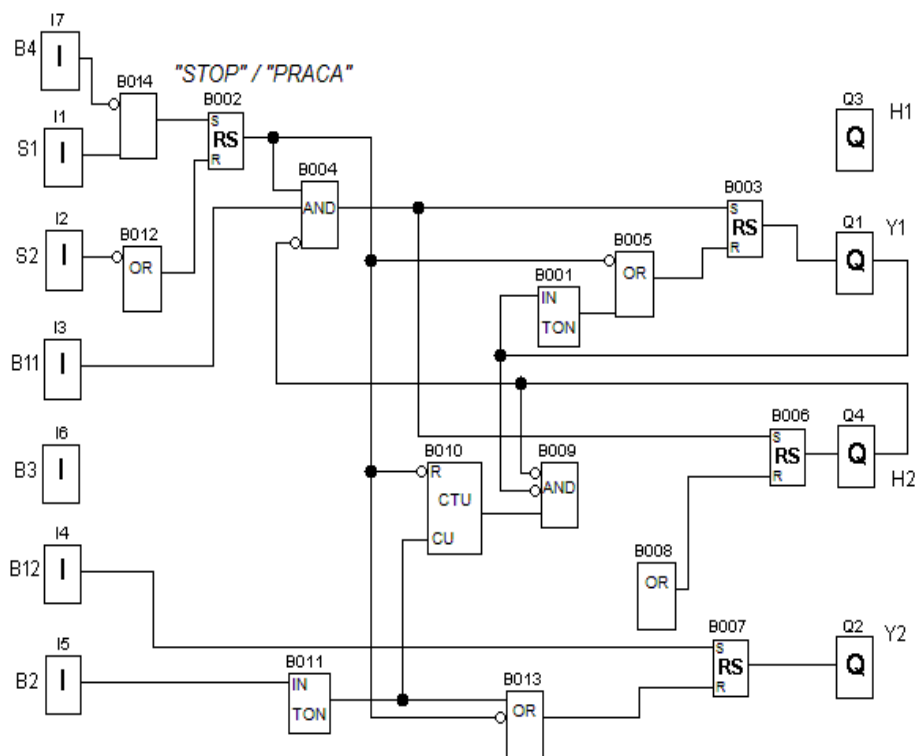 I7
B4 I
B014
"STOP" / "PRACA"
B002
S RS R
I1
S1 I
Q3
Q H1
B004
AND
I2
S2 I
B012
OR
B003
S RS R
Q1
Q Y1
B005
OR
B001
IN
TON
I3
B11 I
I6
B3 I
B010
R
CTU
CU
B009
AND
B006
S RS R
Q4
Q
H2
I4
B12 I
B008
OR
B007
S RS R
Q2
Q Y2
I5
B2 I
B011
IN
TON
B013
OR